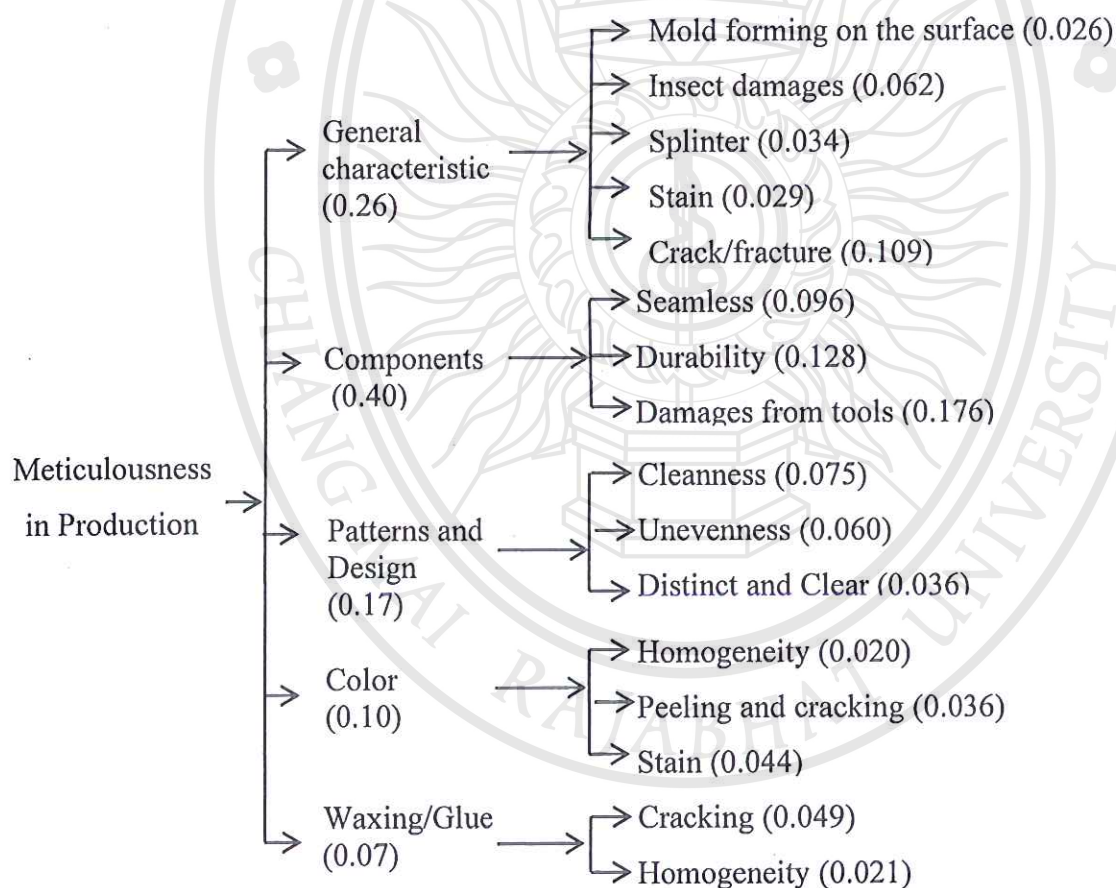 Meticulousness
in Production
General
characteristic
(0.26)
Mold forming on the surface (0.026)
Insect damages (0.062)
Splinter (0.034)
Stain (0.029)
Crack/fracture (0.109)
Components
(0.40)
Seamless (0.096)
Durability (0.128)
Damages from tools (0.176)
Patterns and
Design
(0.17)
Cleanness (0.075)
Unevenness (0.060)
Distinct and Clear (0.036)
Color
(0.10)
Homogeneity (0.020)
Peeling and cracking (0.036)
Stain (0.044)
Waxing/Glue
(0.07)
Cracking (0.049)
Homogeneity (0.021)
CHIANG MAI RAJABHAT UNIVERSITY